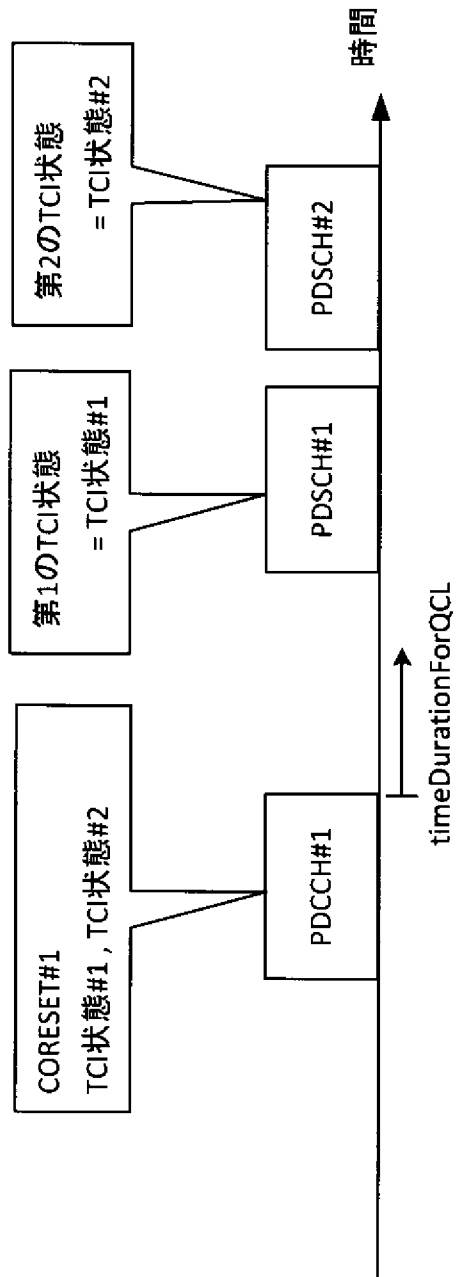 CORESET#1
TCI状態#1 , TCI状態#2
第1のTCI状態
= TCI状態#1
第2のTCI状態
= TCI状態#2
PDCCH#1
PDSCH#1
PDSCH#2
時間
timeDurationForQCL